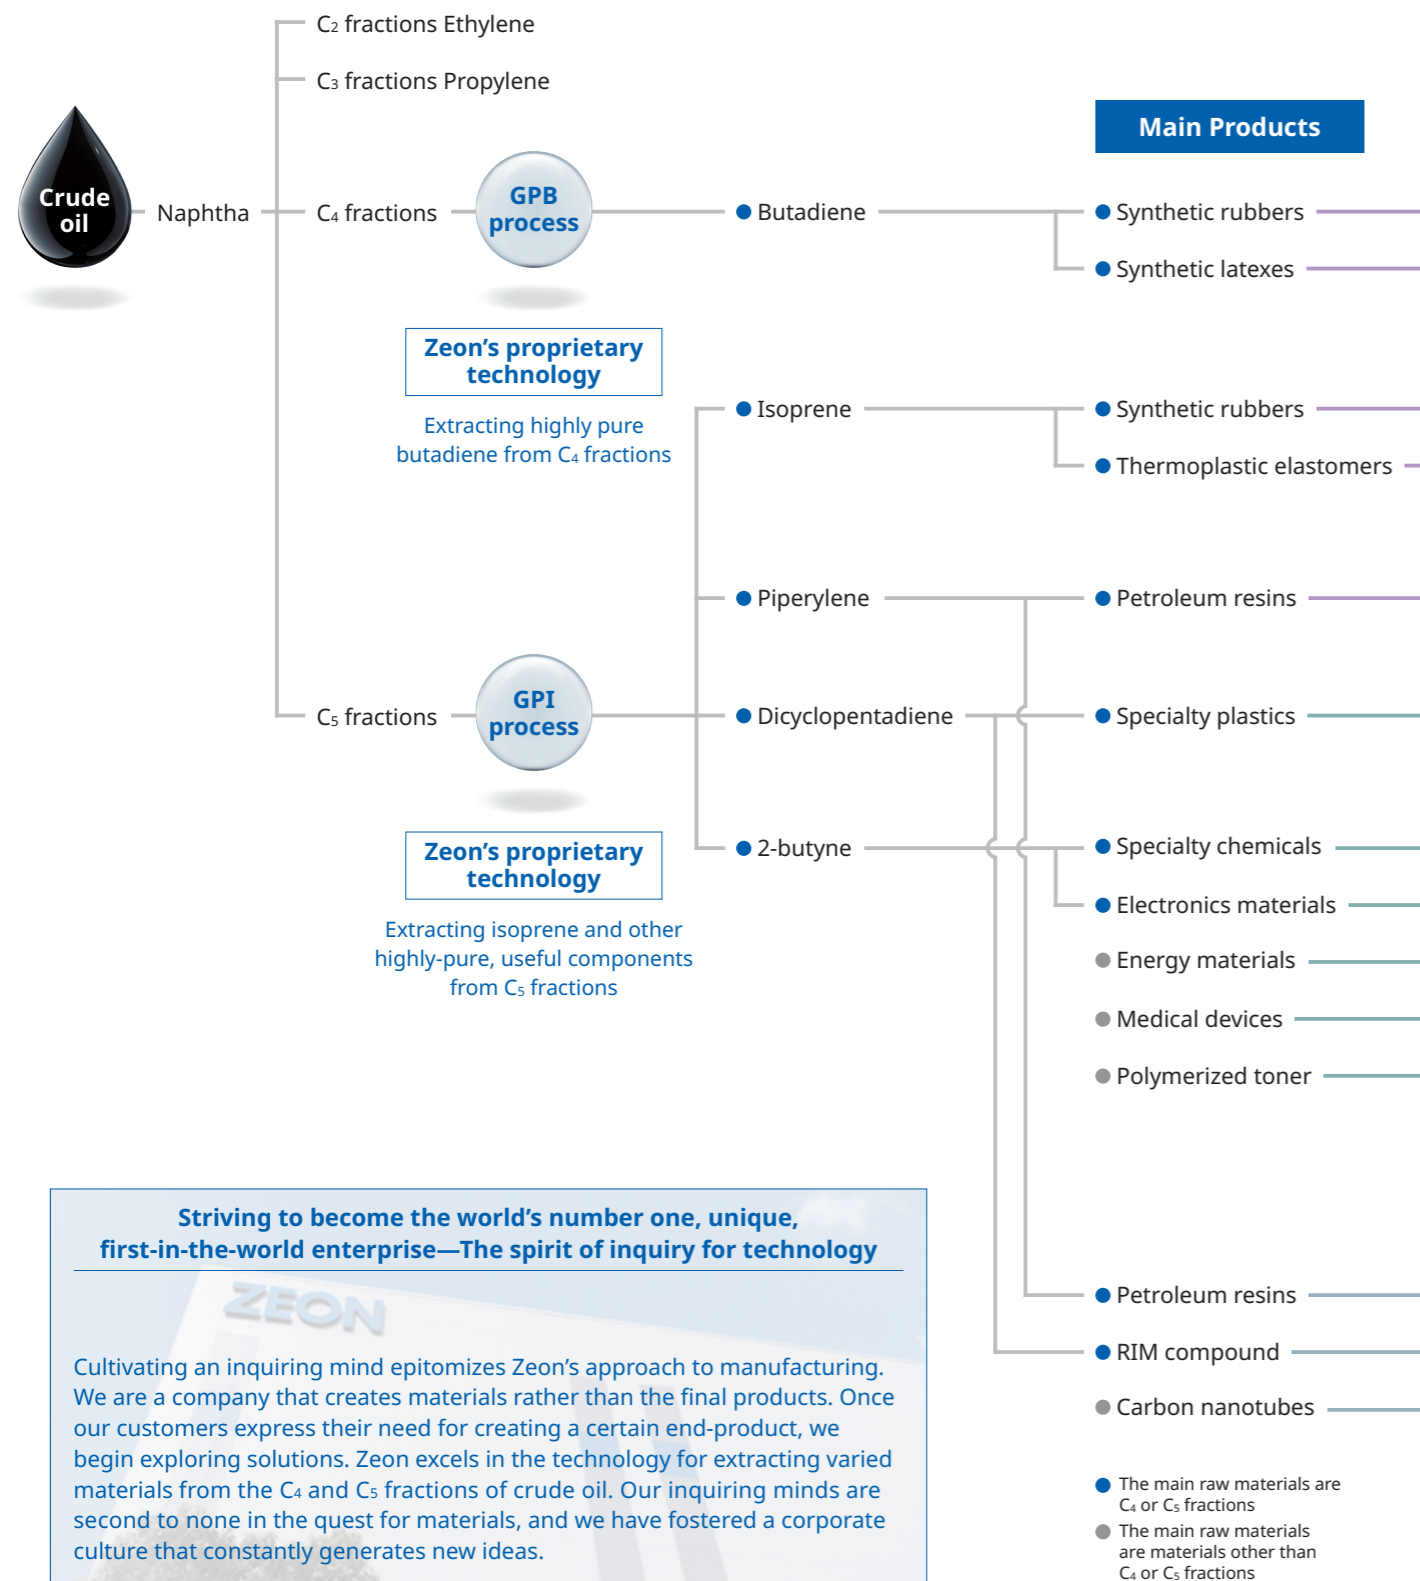 C₂ fractions Ethylene
C₃ fractions Propylene
Main Products
Crude
oil
Naphtha
C₄ fractions
GPB
process
Butadiene
Synthetic rubbers
Synthetic latexes
Zeon’s proprietary
technology
Extracting highly pure
butadiene from C₄ fractions
Isoprene
Synthetic rubbers
Thermoplastic elastomers
Piperylene
Petroleum resins
C₅ fractions
GPI
process
Dicyclopentadiene
Specialty plastics
2-butyne
Specialty chemicals
Electronics materials
Zeon’s proprietary
technology
Extracting isoprene and other
highly-pure, useful components
from C₅ fractions
Energy materials
Medical devices
Polymerized toner
Petroleum resins
RIM compound
Carbon nanotubes
The main raw materials are
C₄ or C₅ fractions
The main raw materials
are materials other than
C₄ or C₅ fractions
Striving to become the world’s number one, unique,
first-in-the-world enterprise—The spirit of inquiry for technology
ZEON
Cultivating an inquiring mind epitomizes Zeon’s approach to manufacturing.
We are a company that creates materials rather than the final products. Once
our customers express their need for creating a certain end-product, we
begin exploring solutions. Zeon excels in the technology for extracting varied
materials from the C₄ and C₅ fractions of crude oil. Our inquiring minds are
second to none in the quest for materials, and we have fostered a corporate
culture that constantly generates new ideas.